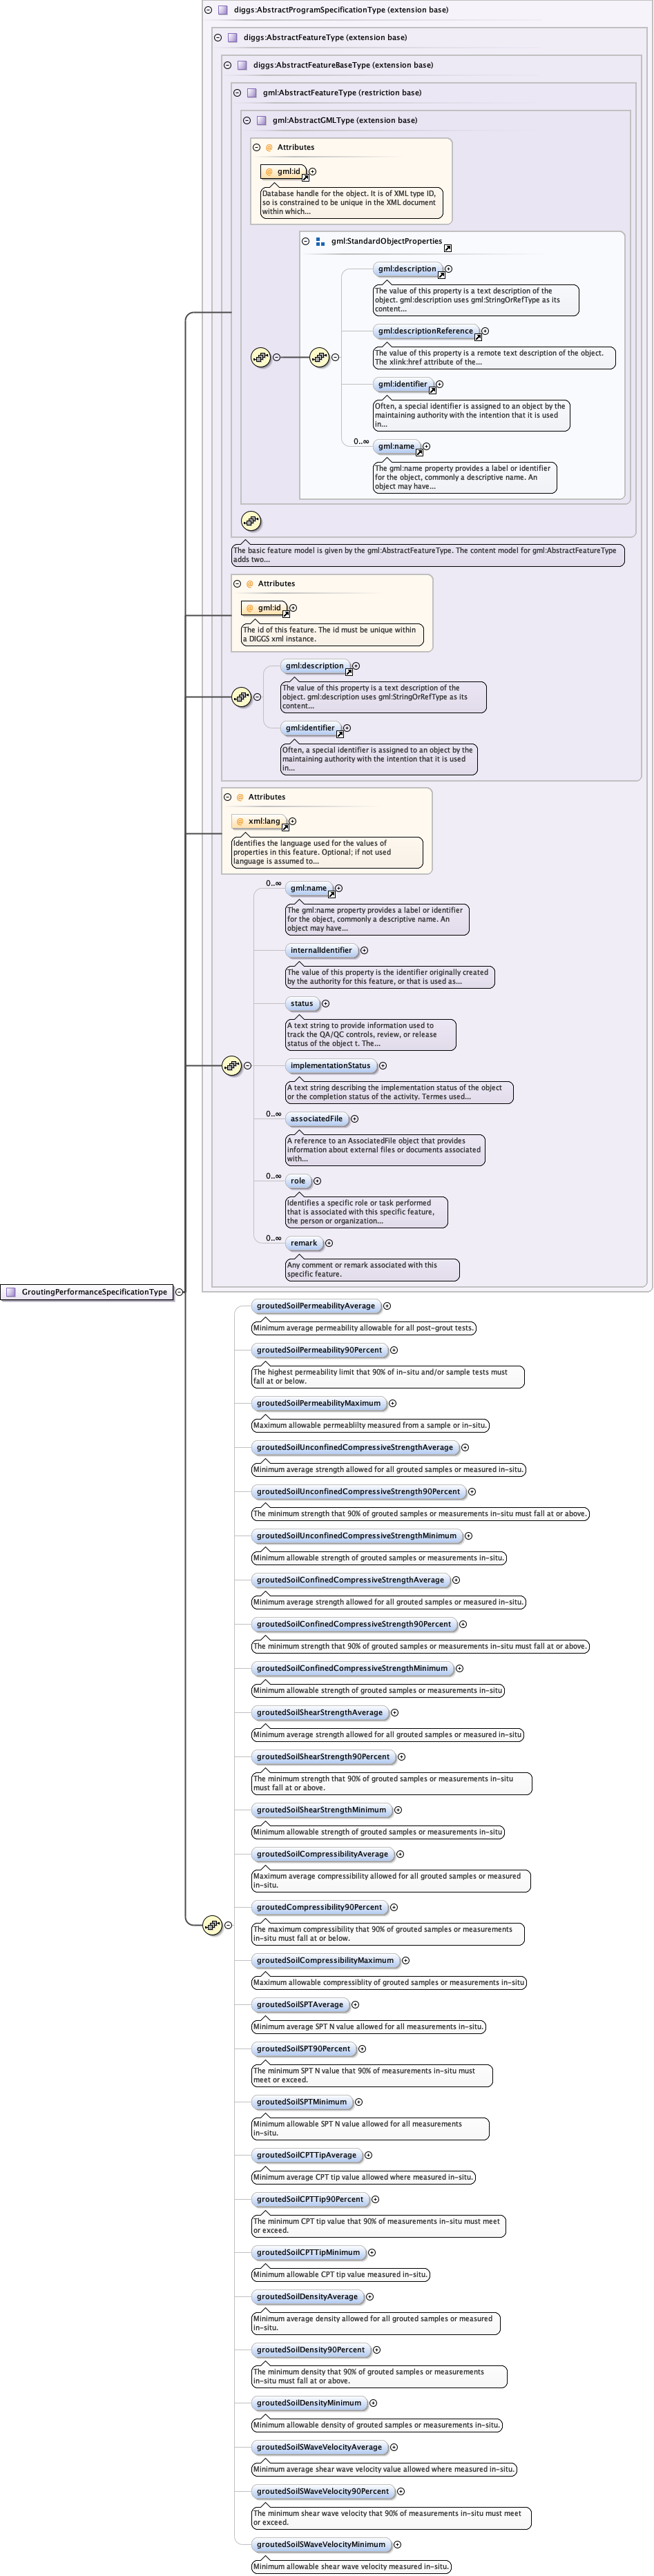 diggs:AbstractProgramSpecificationType (extension base)
diggs:AbstractFeatureType (extension base)
diggs:AbstractFeatureBaseType (extension base)
gml:AbstractFeatureType (restriction base)
gml:AbstractGMLType (extension base)
@ Attributes
@ gml:id
Database handle for the object. It is of XML type ID,
so is constrained to be unique in the XML document
within which...
gml:StandardObjectProperties
gml:description
The value of this property is a text description of the
object. gml:description uses gml:StringOrRefType as its
content...
gml:descriptionReference
The value of this property is a remote text description of the object.
The xlink:href attribute of the...
gml:identifier
Often, a special identifier is assigned to an object by the
maintaining authority with the intention that it is used
in...
0..∞
gml:name
The gml:name property provides a label or identifier
for the object, commonly a descriptive name. An
object may have...
The basic feature model is given by the gml:AbstractFeatureType. The content model for gml:AbstractFeatureType
adds two...
@ Attributes
@ gml:id
The id of this feature. The id must be unique within
a DIGGS xml instance.
gml:description
The value of this property is a text description of the
object. gml:description uses gml:StringOrRefType as its
content...
gml:identifier
Often, a special identifier is assigned to an object by the
maintaining authority with the intention that it is used
in...
@ Attributes
@ xml:lang
Identifies the language used for the values of
properties in this feature. Optional; if not used
language is assumed to...
0..∞
gml:name
The gml:name property provides a label or identifier
for the object, commonly a descriptive name. An
object may have...
internalIdentifier
The value of this property is the identifier originally created
by the authority for this feature, or that is used as...
status
A text string to provide information used to
track the QA/QC controls, review, or release
status of the object t. The...
implementationStatus
A text string describing the implementation status of the object
or the completion status of the activity. Termes used...
0..∞
associatedFile
A reference to an AssociatedFile object that provides
information about external files or documents associated
with...
0..∞
role
Identifies a specific role or task performed
that is associated with this specific feature,
the person or organization...
0..∞
remark
Any comment or remark associated with this
specific feature.
GroutingPerformanceSpecificationType
groutedSoilPermeabilityAverage
Minimum average permeability allowable for all post-grout tests.
groutedSoilPermeability90Percent
The highest permeability limit that 90% of in-situ and/or sample tests must
fall at or below.
groutedSoilPermeabilityMaximum
Maximum allowable permeablilty measured from a sample or in-situ.
groutedSoilUnconfinedCompressiveStrengthAverage
Minimum average strength allowed for all grouted samples or measured in-situ.
groutedSoilUnconfinedCompressiveStrength90Percent
The minimum strength that 90% of grouted samples or measurements in-situ must fall at or above.
groutedSoilUnconfinedCompressiveStrengthMinimum
Minimum allowable strength of grouted samples or measurements in-situ.
groutedSoilConfinedCompressiveStrengthAverage
Minimum average strength allowed for all grouted samples or measured in-situ.
groutedSoilConfinedCompressiveStrength90Percent
The minimum strength that 90% of grouted samples or measurements in-situ must fall at or above.
groutedSoilConfinedCompressiveStrengthMinimum
Minimum allowable strength of grouted samples or measurements in-situ
groutedSoilShearStrengthAverage
Minimum average strength allowed for all grouted samples or measured in-situ
groutedSoilShearStrength90Percent
The minimum strength that 90% of grouted samples or measurements in-situ
must fall at or above.
groutedSoilShearStrengthMinimum
Minimum allowable strength of grouted samples or measurements in-situ
groutedSoilCompressibilityAverage
Maximum average compressibility allowed for all grouted samples or measured
in-situ.
groutedCompressibility90Percent
The maximum compressibility that 90% of grouted samples or measurements
in-situ must fall at or below.
groutedSoilCompressibilityMaximum
Maximum allowable compressiblity of grouted samples or measurements in-situ
groutedSoilSPTAverage
Minimum average SPT N value allowed for all measurements in-situ.
groutedSoilSPT90Percent
The minimum SPT N value that 90% of measurements in-situ must
meet or exceed.
groutedSoilSPTMinimum
Minimum allowable SPT N value allowed for all measurements
in-situ.
groutedSoilCPTTipAverage
Minimum average CPT tip value allowed where measured in-situ.
groutedSoilCPTTip90Percent
The minimum CPT tip value that 90% of measurements in-situ must meet
or exceed.
groutedSoilCPTTipMinimum
Minimum allowable CPT tip value measured in-situ.
groutedSoilDensityAverage
Minimum average density allowed for all grouted samples or measured
in-situ.
groutedSoilDensity90Percent
The minimum density that 90% of grouted samples or measurements
in-situ must fall at or above.
groutedSoilDensityMinimum
Minimum allowable density of grouted samples or measurements in-situ.
groutedSoilSWaveVelocityAverage
Minimum average shear wave velocity value allowed where measured in-situ.
groutedSoilSWaveVelocity90Percent
The minimum shear wave velocity that 90% of measurements in-situ must meet
or exceed.
groutedSoilSWaveVelocityMinimum
Minimum allowable shear wave velocity measured in-situ.